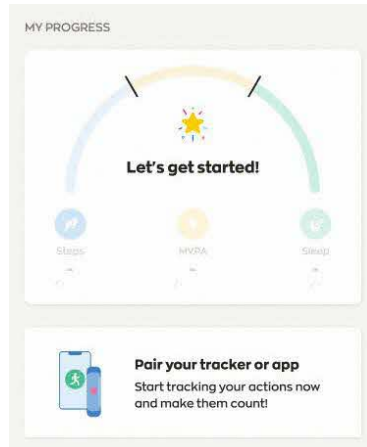 MY PROGRESS
Let's get started!
Steps MVPA Sleep
Pair your tracker or app
Start tracking your actions now
and make them count!